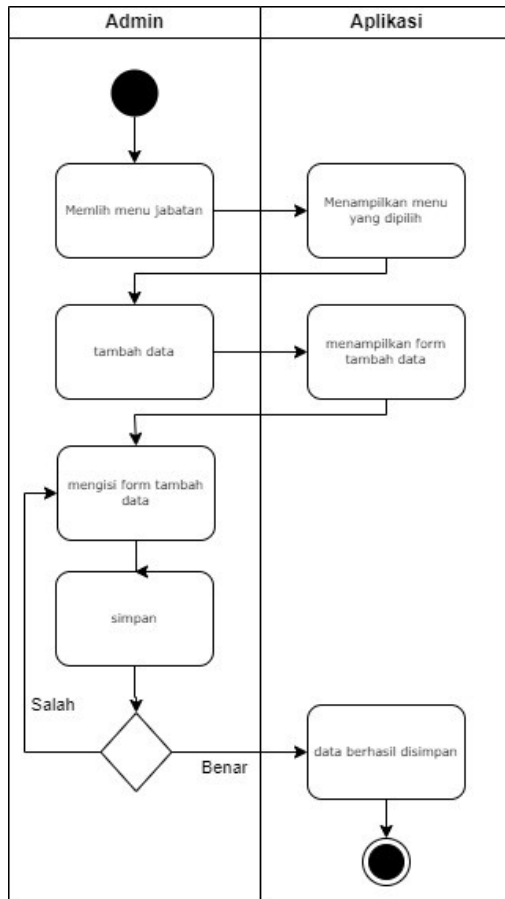 Admin
Aplikasi
Memlih menu jabatan
Menampilkan menu
yang dipilih
tambah data
menampilkan form
tambah data
mengisi form tambah
data
simpan
Salah
Benar
data berhasil disimpan